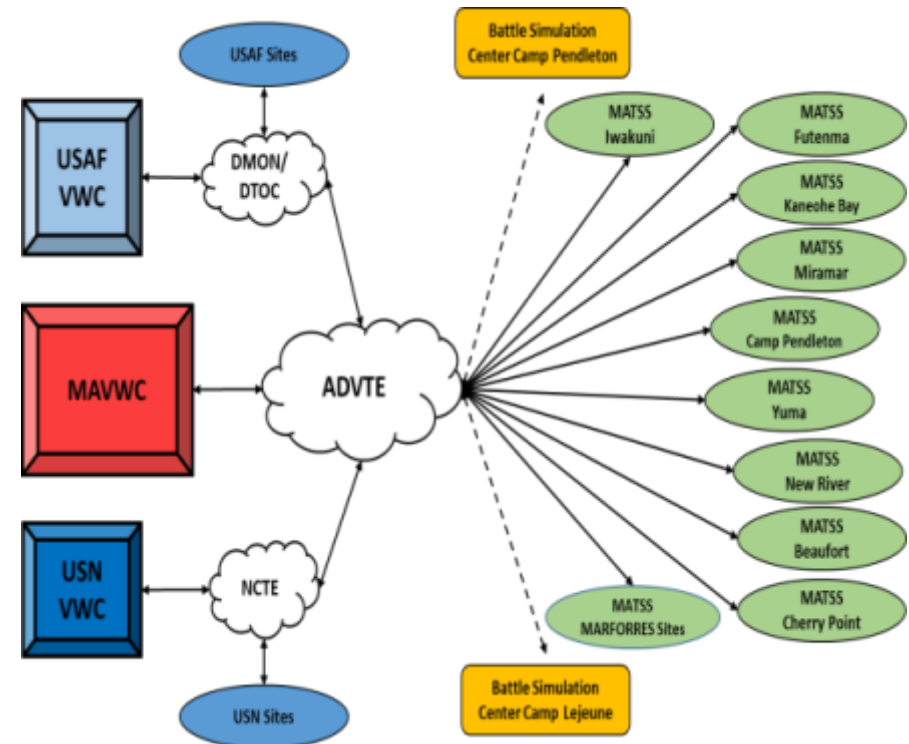 USAF Sites
Battle Simulation
Center Camp Pendleton
USAF
VWC
DMON/
DTOC
MATSS
Iwakuni
MATSS
Futenma
MATSS
Kaneohe Bay
MATSS
Miramar
MAVWC
ADVTE
MATSS
Camp Pendleton
MATSS
Yuma
MATSS
New River
USN
VWC
NCTE
MATSS
Beaufort
MATSS
MARFORRES Sites
MATSS
Cherry Point
USN Sites
Battle Simulation
Center Camp Lejeune